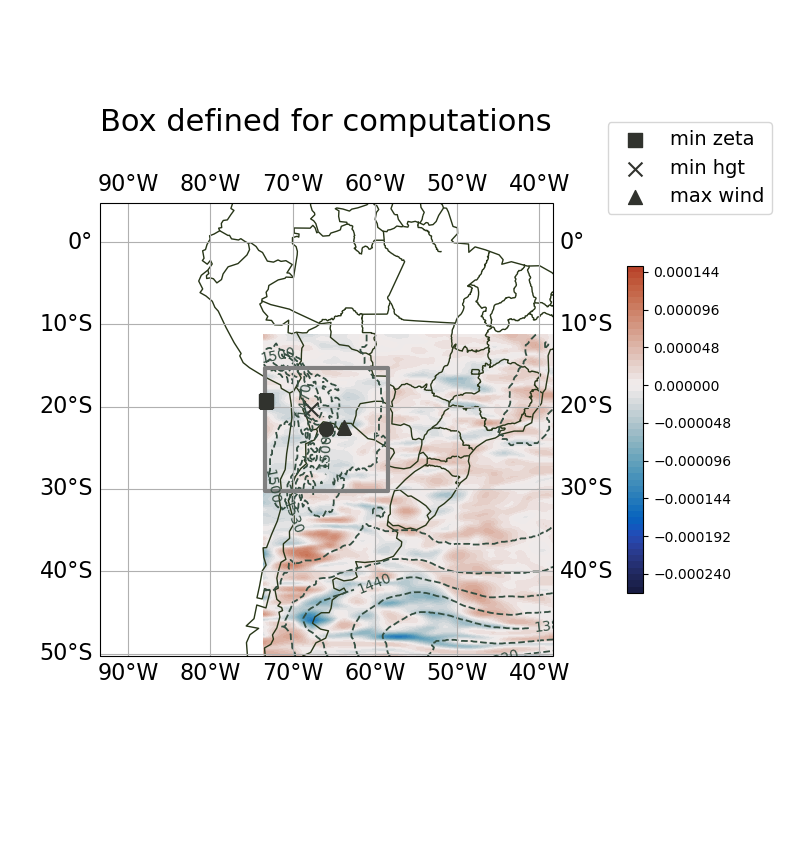 Box defined for computations
min zeta
min hgt
max wind
90°W 80°W 70°W 60°W 50°W 40°W
0° 0°
10°S 10°S
20°S 20°S
30°S 30°S
40°S 40°S
50°S
90°W 80°W 70°W 60°W 50°W 40°W
0.000144
0.000096
0.000048
0.000000
−0.000048
−0.000096
−0.000144
−0.000192
−0.000240
1500
1500
1500
1440